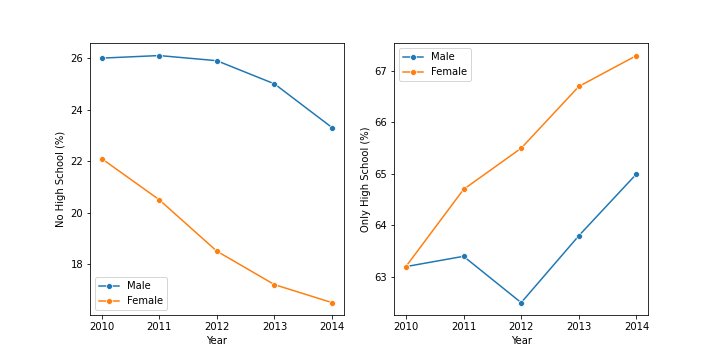 No High School (%)
26
24
22
20
18
Male
Female
2010 2011 2012 2013 2014
Year
Only High School (%)
67
66
65
64
63
Male
Female
2010 2011 2012 2013 2014
Year